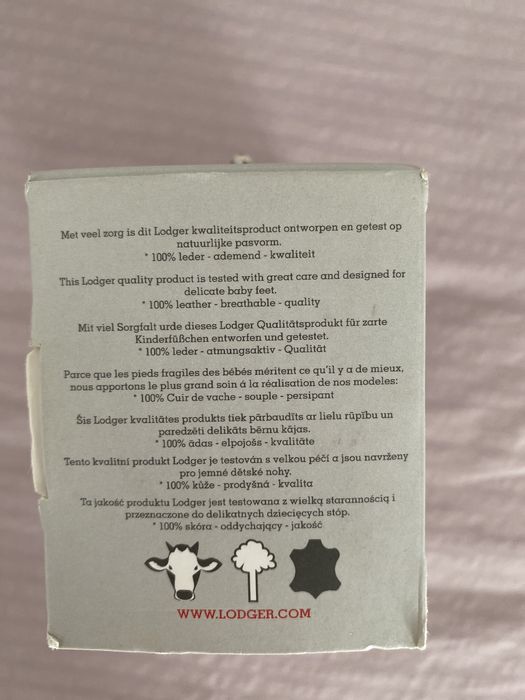 Met veel zorg is dit Lodger kwaliteitsproduct ontworpen en getest op
natuurlijke pasvorm.
* 100% leder - ademend - kwaliteit
This Lodger quality product is tested with great care and designed for
delicate baby feet.
* 100% leather - breathable - quality
Mit viel Sorgfalt urde dieses Lodger Qualitätsprodukt für zarte
Kinderfüßchen entworfen und getestet.
* 100% leder - atmungsaktiv - Qualität
Parce que les pieds fragiles des bébés méritent ce qu'il y a de mieux,
nous apportons le plus grand soin á la réalisation de nos modeles:
* 100% Cuir de vache - souple - persipant
Šis Lodger kvalitātes produkts tiek pārbaudīts ar lielu rūpību un
paredzēti delikāts bērnu kājas.
* 100% ādas - elpojošs - kvalitāte
Tento kvalitní produkt Lodger je testován s velkou péčí a jsou navrženy
pro jemné dětské nohy.
* 100% kůže - prodyšná - kvalita
Ta jakość produktu Lodger jest testowana z wielką starannością i
przeznaczone do delikatnych dziecięcych stóp.
* 100% skóra - oddychający - jakość
WWW.LODGER.COM